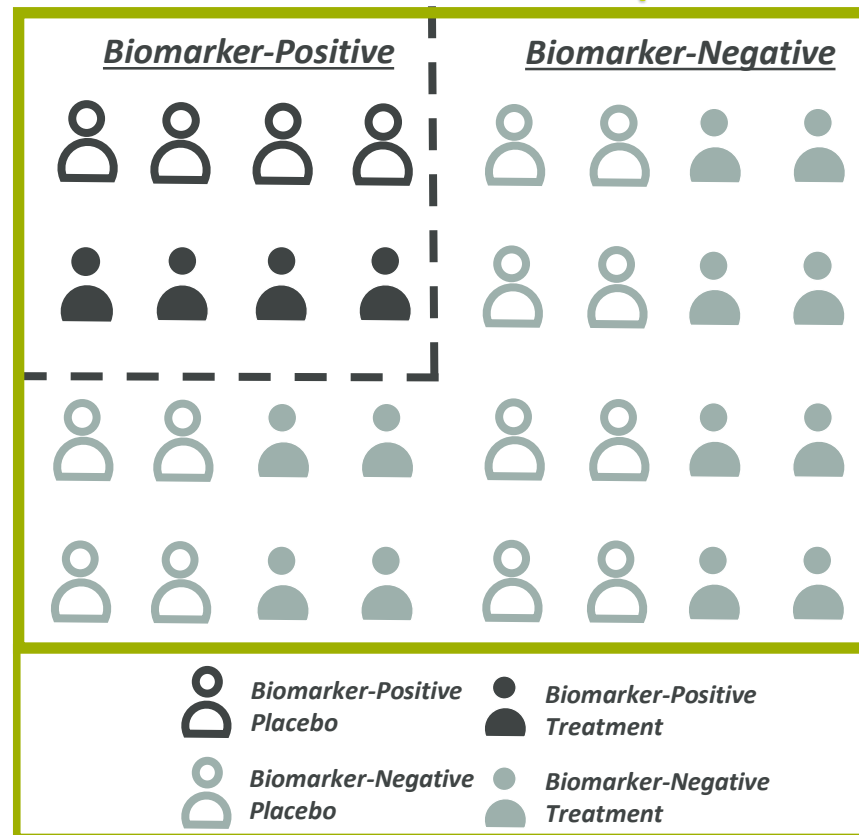 Biomarker-Positive
Biomarker-Negative
Biomarker-Positive
Placebo
Biomarker-Positive
Treatment
Biomarker-Negative
Placebo
Biomarker-Negative
Treatment